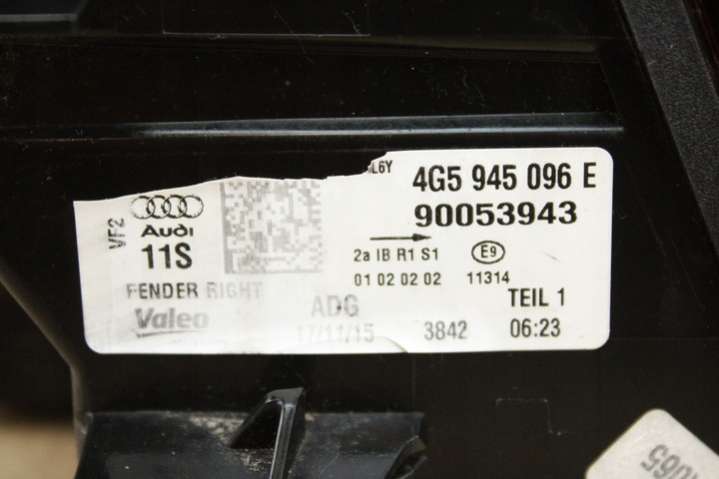 L6Y
4G5 945 096 E
90053943
VF2
Audi
11S
2a IB R1 S1
E9
01 02 02 02
11314
FENDER RIGHT
Valeo
ADG
17/11/15
3842
TEIL 1
06:23